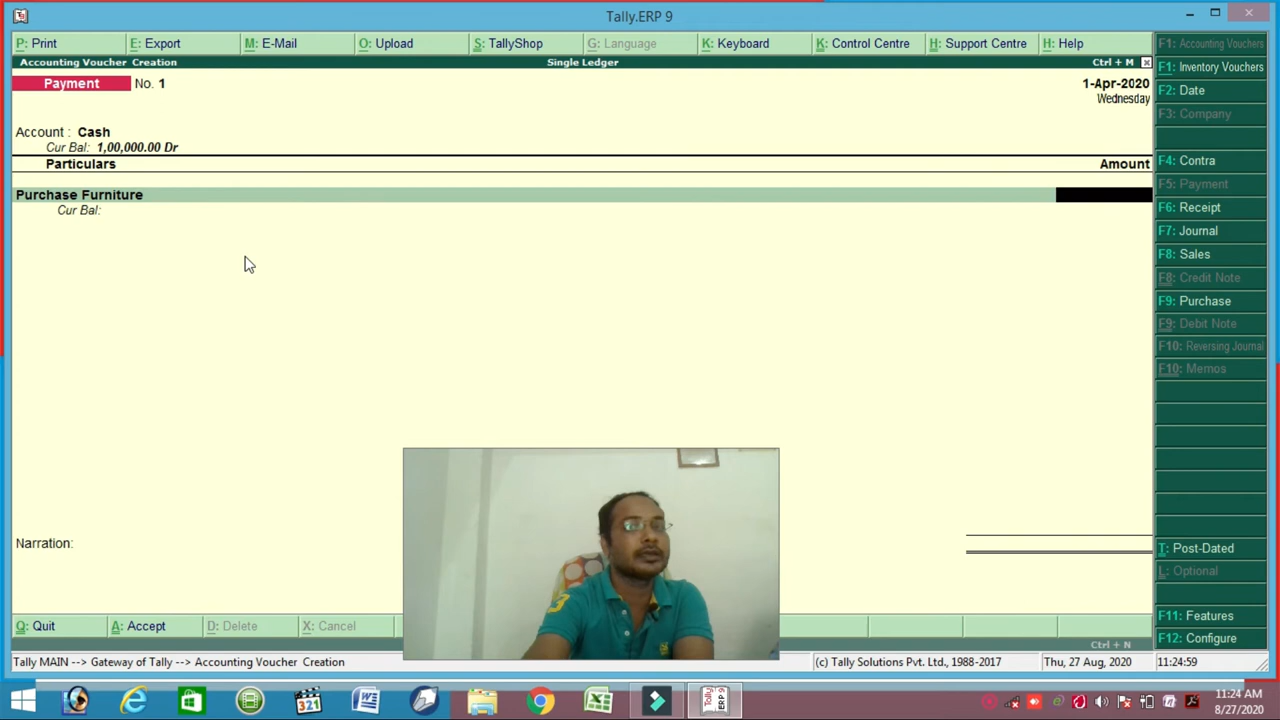 Tally.ERP 9
P: Print
E: Export
M: E-Mail
O: Upload
S: TallyShop
G: Language
K: Keyboard
K: Control Centre
H: Support Centre
H: Help
Accounting Voucher Creation
Single Ledger
Ctrl + M
Payment No. 1
1-Apr-2020
Wednesday
Account : Cash
Cur Bal: 1,00,000.00 Dr
Particulars
Amount
Purchase Furniture
Cur Bal:
Narration:
F1: Accounting Vouchers
F1: Inventory Vouchers
F2: Date
F3: Company
F4: Contra
F5: Payment
F6: Receipt
F7: Journal
F8: Sales
F8: Credit Note
F9: Purchase
F9: Debit Note
F10: Reversing Journal
F10: Memos
T: Post-Dated
L: Optional
F11: Features
F12: Configure
Q: Quit
A: Accept
D: Delete
X: Cancel
Ctrl + N
Tally MAIN --> Gateway of Tally --> Accounting Voucher Creation
(c) Tally Solutions Pvt. Ltd., 1988-2017
Thu, 27 Aug, 2020
11:24:59
321
ERP 9
11:24 AM
8/27/2020